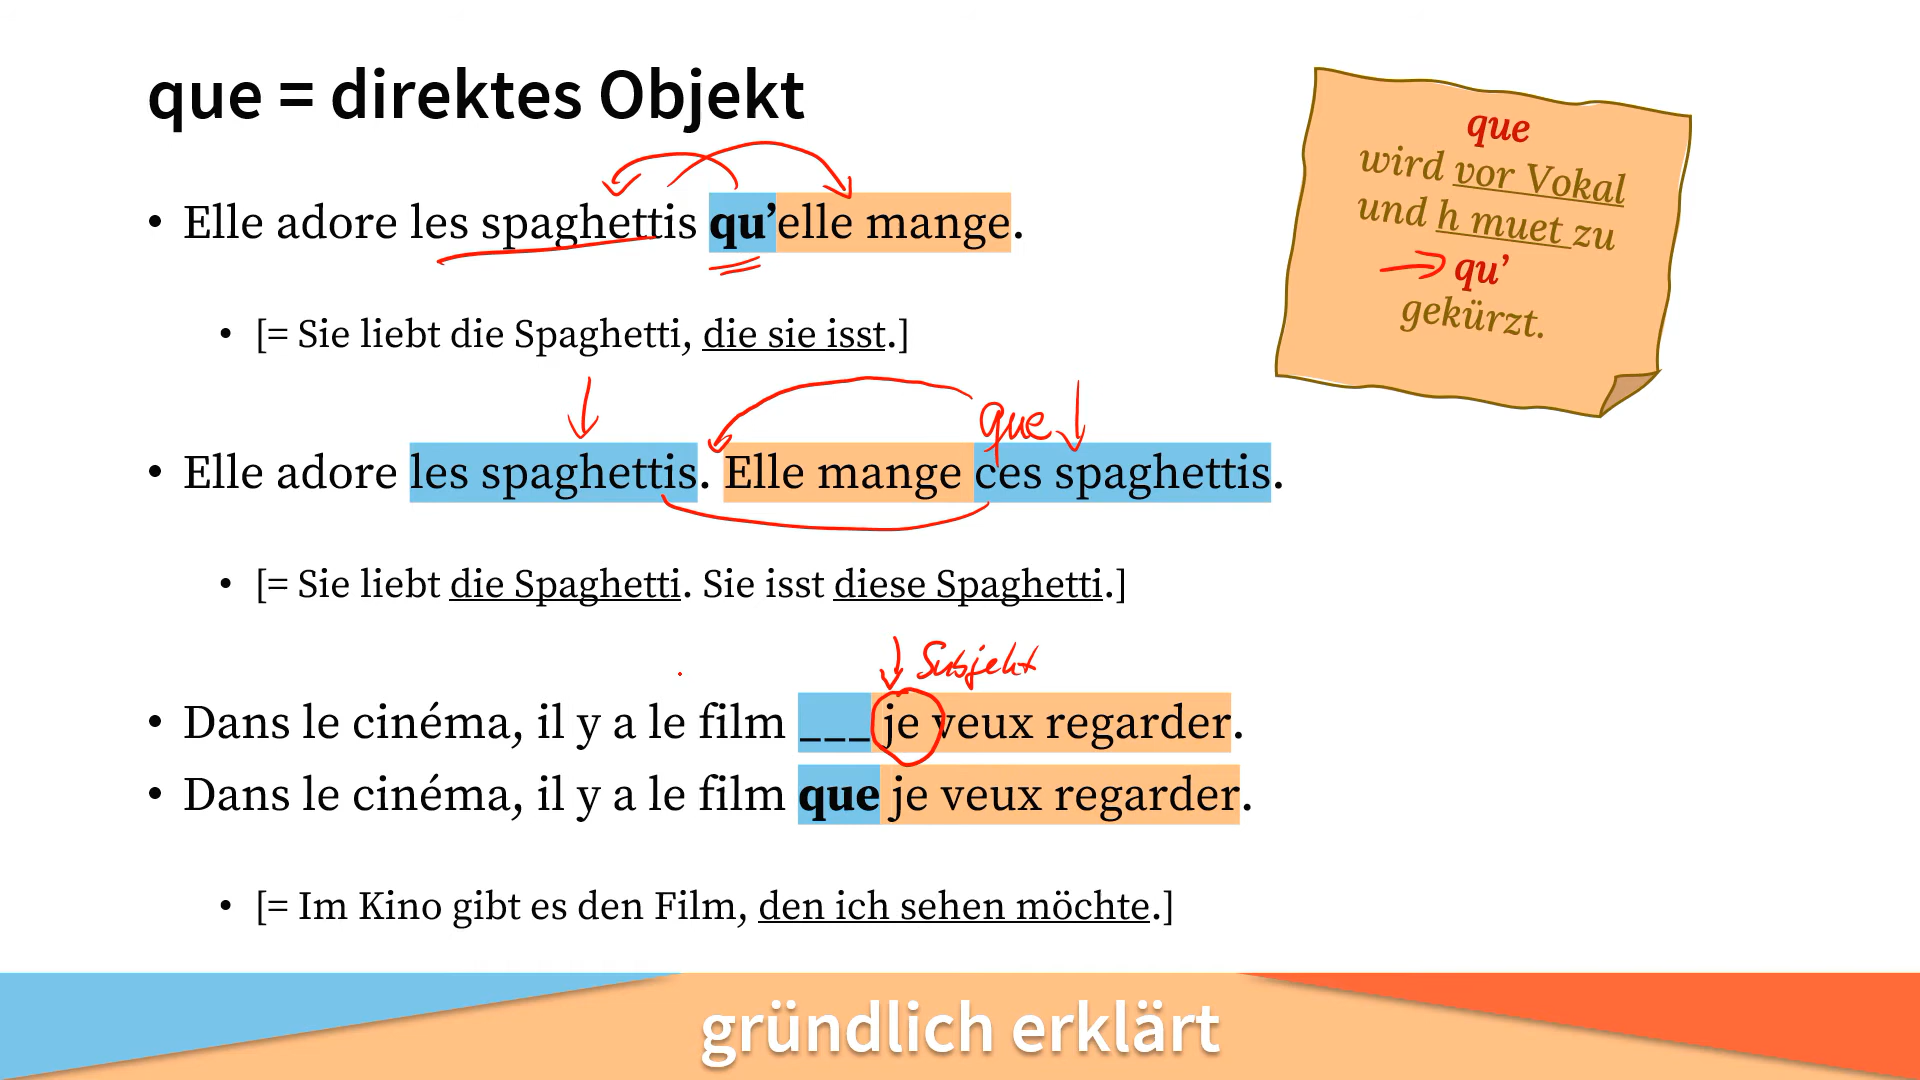 que = direktes Objekt
• Elle adore les spaghettis qu’elle mange.
• [= Sie liebt die Spaghetti, die sie isst.]
que
• Elle adore les spaghettis. Elle mange ces spaghettis.
• [= Sie liebt die Spaghetti. Sie isst diese Spaghetti.]
Subjekt
• Dans le cinéma, il y a le film ___ je veux regarder.
• Dans le cinéma, il y a le film que je veux regarder.
• [= Im Kino gibt es den Film, den ich sehen möchte.]
que
wird vor Vokal
und h muet zu
qu’
gekürzt.
gründlich erklärt